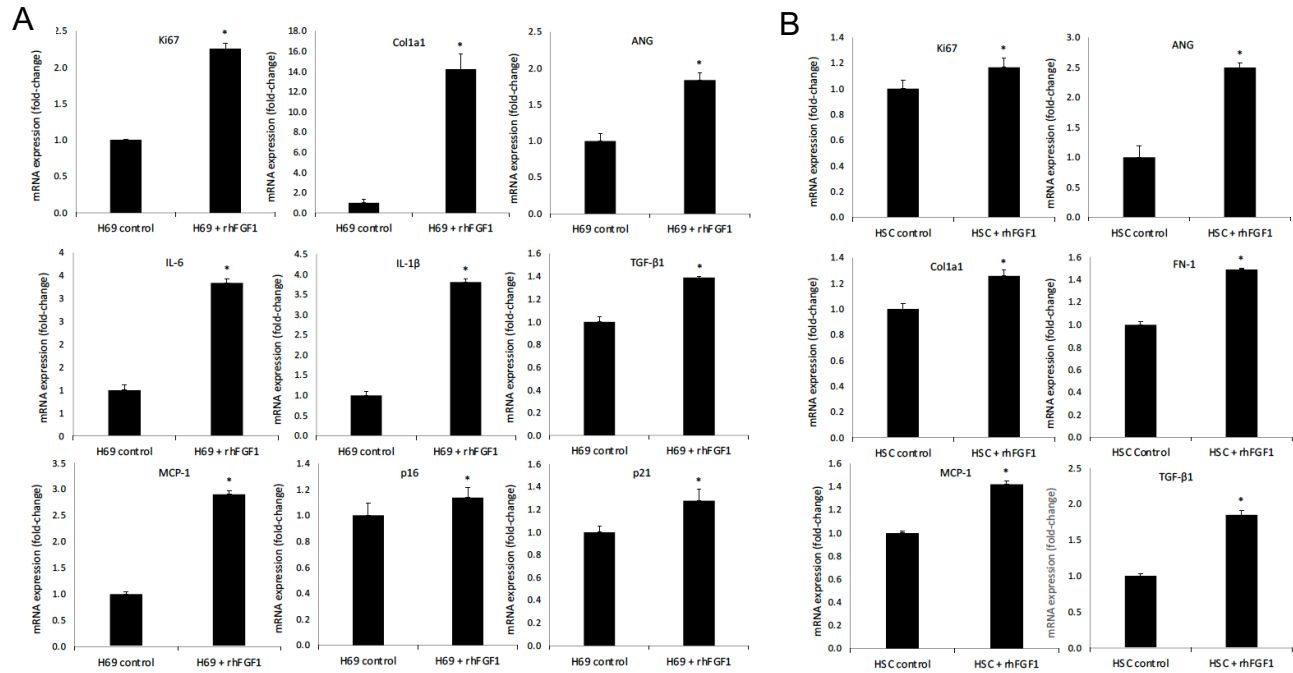 A
Ki67
mRNA expression (fold-change)
2.5
2.0
1.5
1.0
0.5
0.0
H69 control
H69 + rhFGF1
*
Col1a1
mRNA expression (fold-change)
18.0
16.0
14.0
12.0
10.0
8.0
6.0
4.0
2.0
0.0
H69 control
H69 + rhFGF1
*
ANG
mRNA expression (fold-change)
2.5
2.0
1.5
1.0
0.5
0.0
H69 control
H69 + rhFGF1
*
IL-6
mRNA expression (fold-change)
4
4
3
3
2
2
1
1
0
H69 control
H69 + rhFGF1
*
IL-1β
mRNA expression (fold-change)
4.5
4.0
3.5
3.0
2.5
2.0
1.5
1.0
0.5
0.0
H69 control
H69 + rhFGF1
*
TGF-β1
mRNA expression (fold-change)
1.6
1.4
1.2
1.0
0.8
0.6
0.4
0.2
0.0
H69 control
H69 + rhFGF1
*
MCP-1
mRNA expression (fold-change)
3.5
3.0
2.5
2.0
1.5
1.0
0.5
0.0
H69 control
H69 + rhFGF1
*
p16
mRNA expression (fold-change)
1.4
1.2
1.0
0.8
0.6
0.4
0.2
0.0
H69 control
H69 + rhFGF1
*
p21
mRNA expression (fold-change)
1.6
1.4
1.2
1.0
0.8
0.6
0.4
0.2
0.0
H69 control
H69 + rhFGF1
*
B
Ki67
mRNA expression (fold-change)
1.4
1.2
1.0
0.8
0.6
0.4
0.2
0.0
HSC control
HSC + rhFGF1
*
ANG
mRNA expression (fold-change)
3.0
2.5
2.0
1.5
1.0
0.5
0.0
HSC control
HSC + rhFGF1
*
Col1a1
mRNA expression (fold-change)
1.4
1.2
1.0
0.8
0.6
0.4
0.2
0.0
HSC control
HSC + rhFGF1
*
FN-1
mRNA expression (fold-change)
1.6
1.4
1.2
1.0
0.8
0.6
0.4
0.2
0.0
HSC Control
HSC + rhFGF1
*
MCP-1
mRNA expression (fold-change)
1.6
1.4
1.2
1.0
0.8
0.6
0.4
0.2
0.0
HSC control
HSC + rhFGF1
*
TGF-β1
mRNA expression (fold-change)
2.5
2.0
1.5
1.0
0.5
0.0
HSC control
HSC + rhFGF1
*